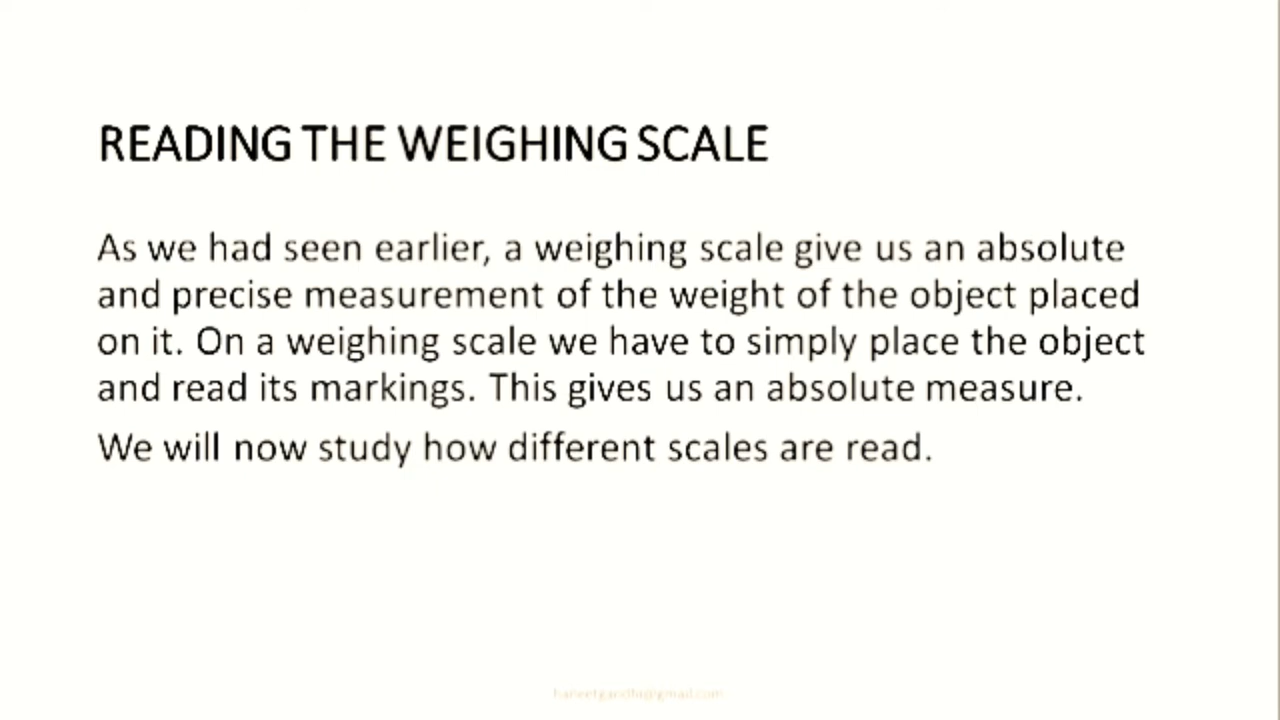 READING THE WEIGHING SCALE
As we had seen earlier, a weighing scale give us an absolute
and precise measurement of the weight of the object placed
on it. On a weighing scale we have to simply place the object
and read its markings. This gives us an absolute measure.
We will now study how different scales are read.